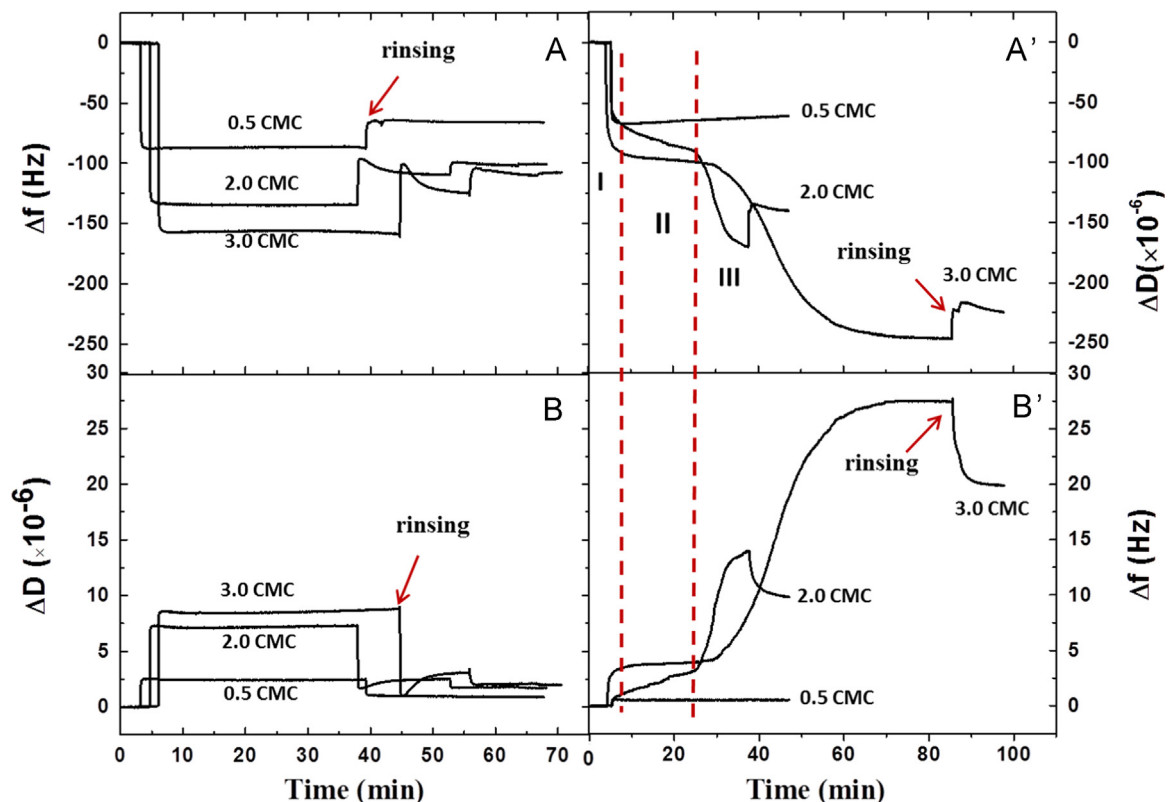 A
rinsing
0.5 CMC
2.0 CMC
3.0 CMC
Δf (Hz)
0
-50
-100
-150
-200
-250
A'
0.5 CMC
2.0 CMC
3.0 CMC
rinsing
I
II
III
ΔD(×10⁻⁶)
0
-50
-100
-150
-200
-250
B
rinsing
3.0 CMC
2.0 CMC
0.5 CMC
ΔD (×10⁻⁶)
30
25
20
15
10
5
0
0 10 20 30 40 50 60 70
Time (min)
B'
rinsing
3.0 CMC
2.0 CMC
0.5 CMC
Δf (Hz)
30
25
20
15
10
5
0
0 20 40 60 80 100
Time (min)